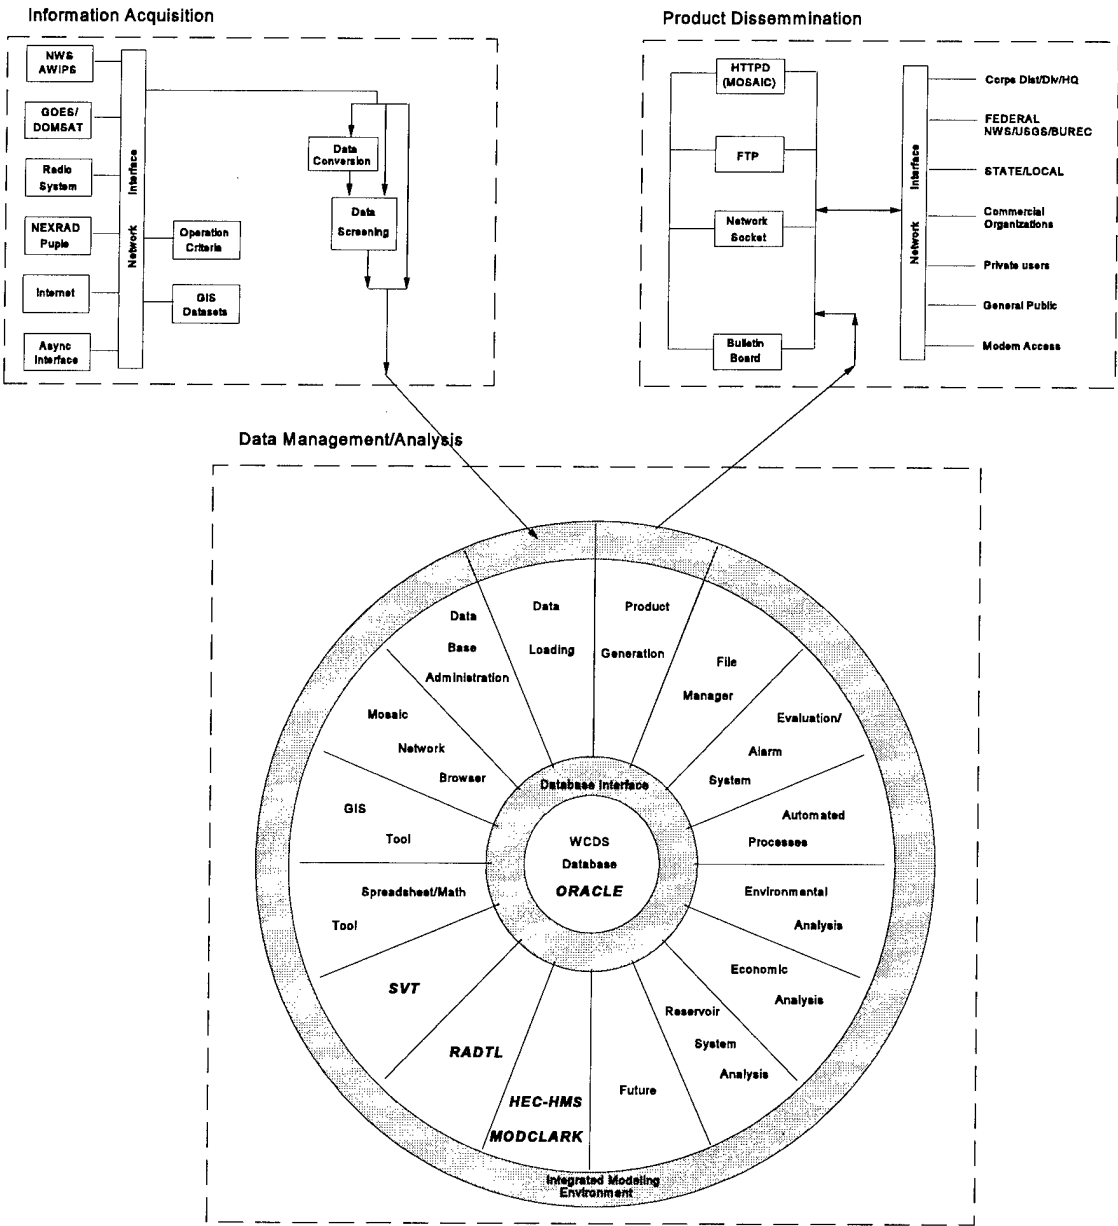 Information Acquisition
NWS
AWIPS
GOES/
DOMSAT
Radio
System
NEXRAD
Puple
Internet
Async
Interface
Network Interface
Operation
Criteria
GIS
Datasets
Data
Conversion
Data
Screening
Product Dissemmination
HTTPD
(MOSAIC)
FTP
Network
Socket
Bulletin
Board
Network Interface
Corps Dist/Div/HQ
FEDERAL
NWS/USGS/BUREC
STATE/LOCAL
Commercial
Organizations
Private users
General Public
Modem Access
Data Management/Analysis
Data
Base
Administration
Data
Loading
Product
Generation
File
Manager
Evaluation/
Alarm
System
Automated
Processes
Environmental
Analysis
Economic
Analysis
Reservoir
System
Analysis
Future
HEC-HMS
MODCLARK
RADTL
SVT
Spreadsheet/Math
Tool
GIS
Tool
Mosaic
Network
Browser
Database Interface
WCDS
Database
ORACLE
Integrated Modeling
Environment